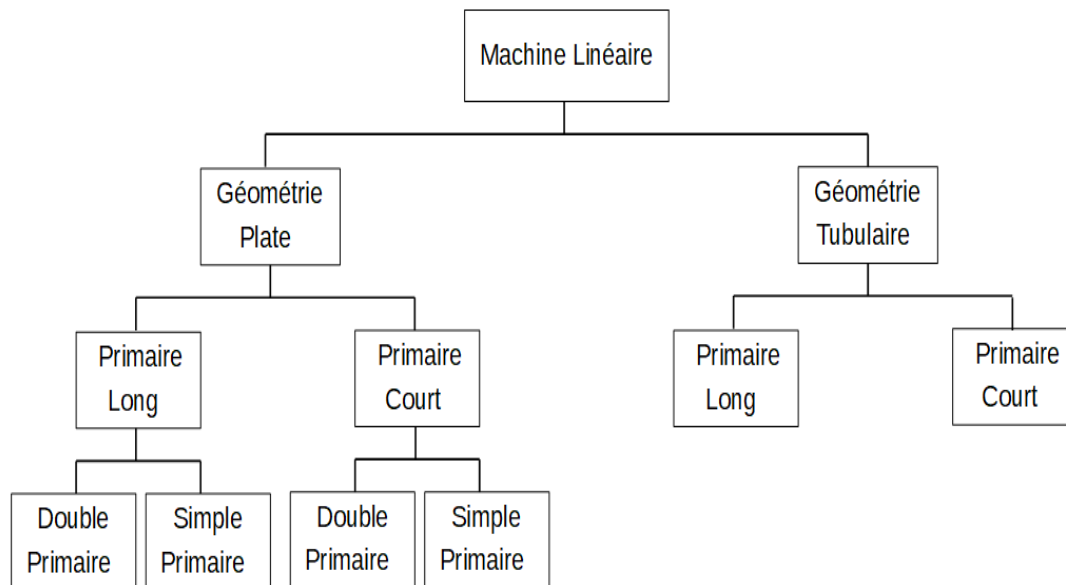 Machine Linéaire
Géométrie
Plate
Géométrie
Tubulaire
Primaire
Long
Primaire
Court
Primaire
Long
Primaire
Court
Double
Primaire
Simple
Primaire
Double
Primaire
Simple
Primaire